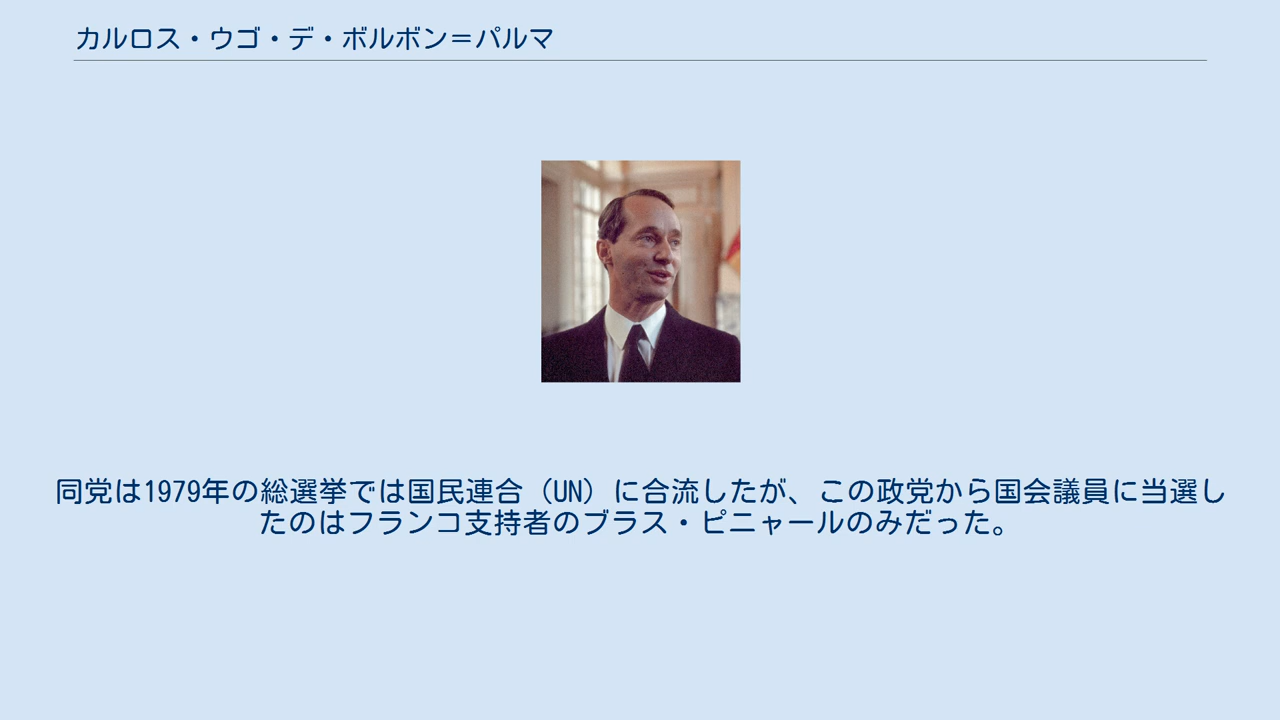 カルロス・ウゴ・デ・ボルボン＝パルマ
同党は1979年の総選挙では国民連合（UN）に合流したが、この政党から国会議員に当選し
たのはフランコ支持者のブラス・ピニャールのみだった。